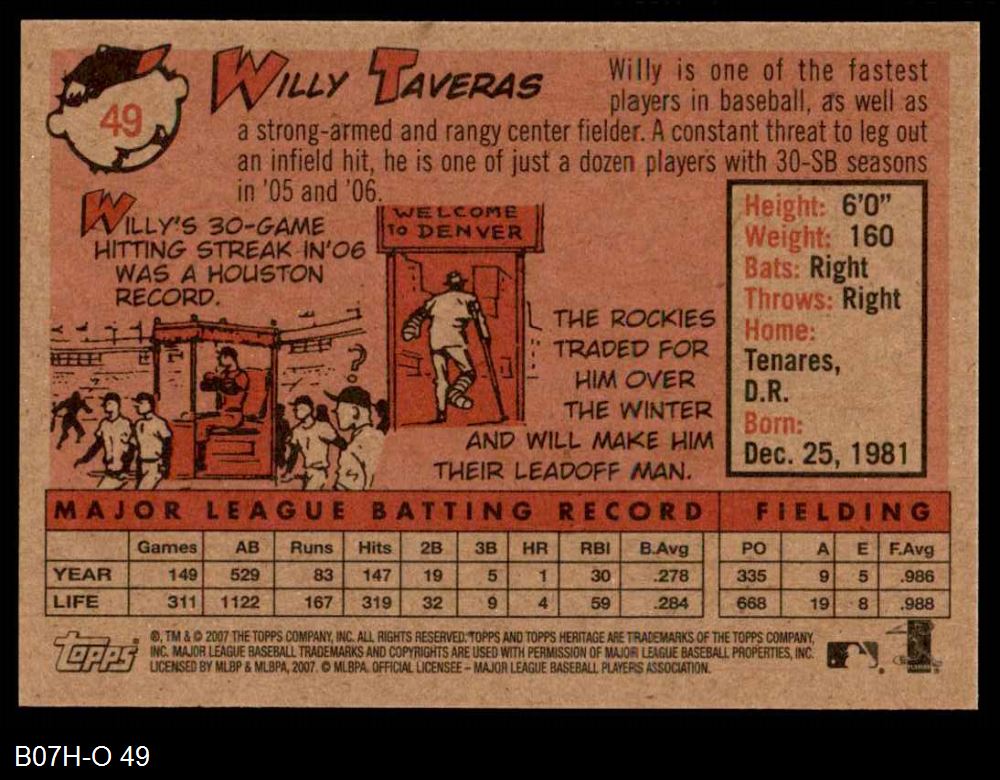 49
WILLY TAVERAS
Willy is one of the fastest
players in baseball, as well as
a strong-armed and rangy center fielder. A constant threat to leg out
an infield hit, he is one of just a dozen players with 30-SB seasons
in '05 and '06.
WILLY'S 30-GAME
HITTING STREAK IN '06
WAS A HOUSTON
RECORD.
WELCOME
TO DENVER
THE ROCKIES
TRADED FOR
HIM OVER
THE WINTER
AND WILL MAKE HIM
THEIR LEADOFF MAN.
Height: 6'0"
Weight: 160
Bats: Right
Throws: Right
Home:
Tenares,
D.R.
Born:
Dec. 25, 1981
MAJOR LEAGUE BATTING RECORD FIELDING
Games AB Runs Hits 2B 3B HR RBI B.Avg PO A E F.Avg
YEAR 149 529 83 147 19 5 1 30 .278 335 9 5 .986
LIFE 311 1122 167 319 32 9 4 59 .284 668 19 8 .988
Topps
®, TM & © 2007 THE TOPPS COMPANY, INC. ALL RIGHTS RESERVED. TOPPS AND TOPPS HERITAGE ARE TRADEMARKS OF THE TOPPS COMPANY,
INC. MAJOR LEAGUE BASEBALL TRADEMARKS AND COPYRIGHTS ARE USED WITH PERMISSION OF MAJOR LEAGUE BASEBALL PROPERTIES, INC.
LICENSED BY MLBP & MLBPA, 2007. © MLBPA. OFFICIAL LICENSEE – MAJOR LEAGUE BASEBALL PLAYERS ASSOCIATION.
B07H-O 49